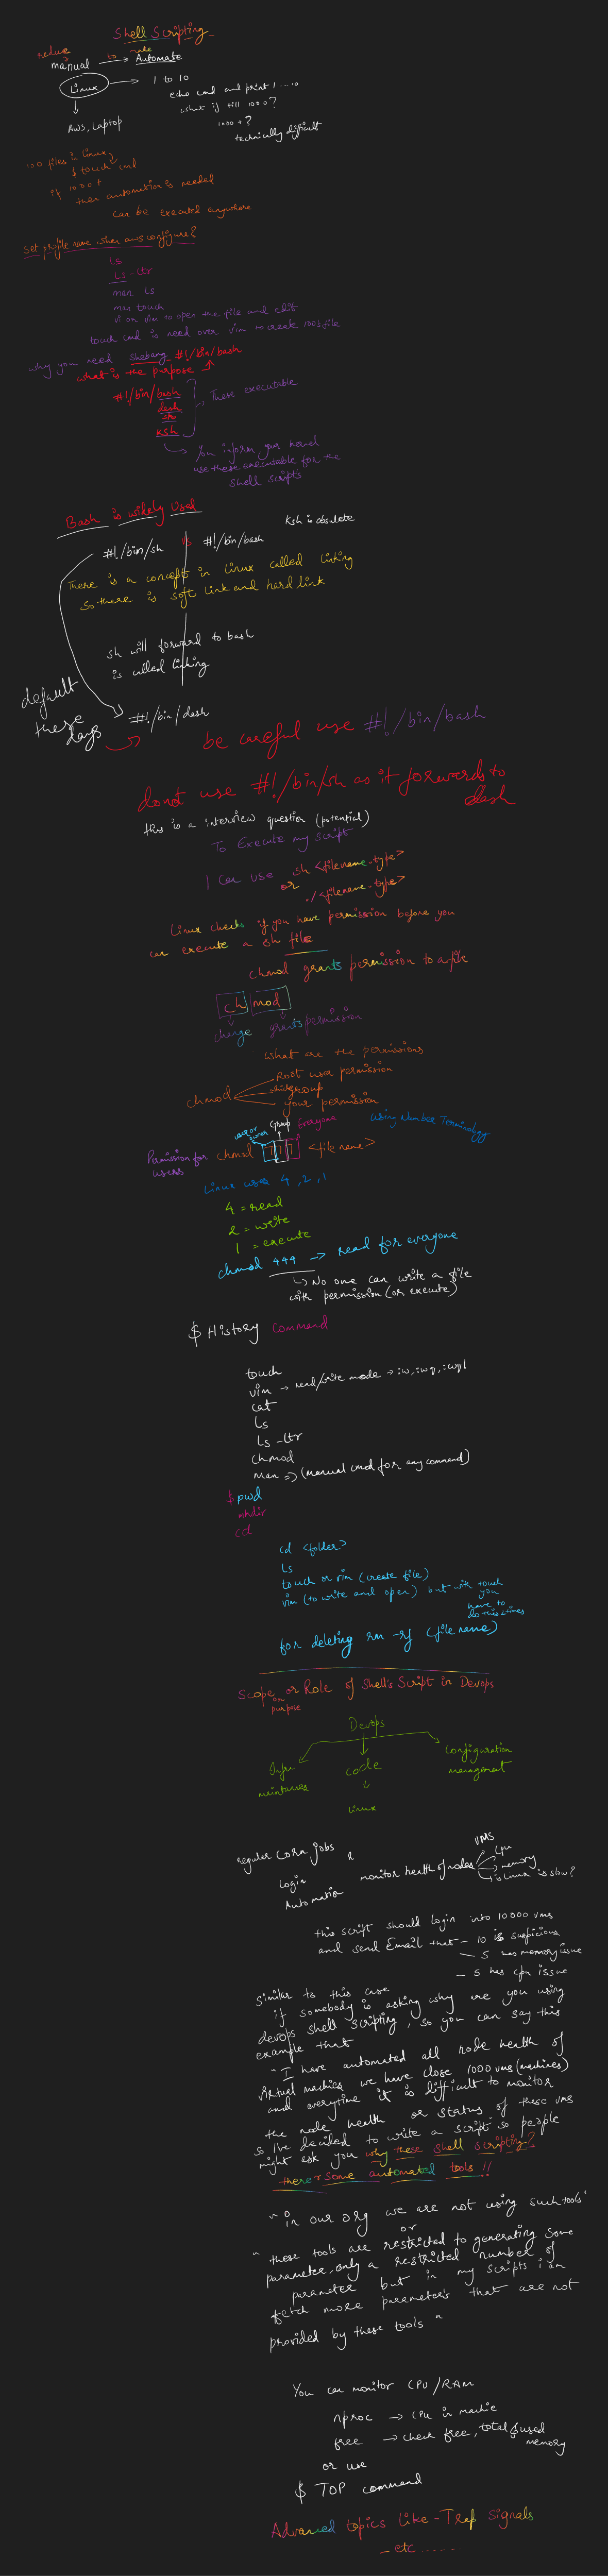 Shell Scripting
reduce to make
manual → Automate
Linux → 1 to 10
echo cmd and print 1....10
what if till 1000?
1000+?
technically difficult
AWS, Laptop
100 files in Linux
$ touch cmd
if 1000+
then automation is needed
can be executed anywhere
Set profile name when aws configure?
ls
ls -ltr
man ls
man touch
vi or vim to open the file and edit
touch cmd is need over vim to create 100s file
why you need Shebang #!/bin/bash
what is the purpose
#!/bin/bash
dash
ksh
These executable
You inform your kernel
use these executable for the
shell scripts
Bash is widely Used
Ksh is obsolete
#!/bin/sh vs #!/bin/bash
There is a concept in Linux called linking
So there is soft link and hard link
sh will forward to bash
is called linking
default
these
days
#!/bin/dash
be careful use #!/bin/bash
do not use #!/bin/sh as it forwards to
dash
this is a interview question (potential)
To Execute my script
I can use sh <filename-type>
or
./<filename-type>
Linux checks if you have permission before you
can execute a sh file
chmod grants permission to a file
ch mod
change grants permission
What are the permissions
chmod
Root user permission
group
your permission
user or owner Group Everyone
using Number Terminology
Permission for users
chmod 777 <file name>
Linux uses 4, 2, 1
4 = read
2 = write
1 = execute
chmod 444 → read for everyone
No one can write a file
with permission (or execute)
$ History command
touch
vim → read/write mode → :w, :wq, :wq!
cat
Ls
Ls -ltr
chmod
Man => (manual cmd for any command)
$ pwd
mkdir
cd
cd <folder>
Ls
touch or vim (create file)
vim (to write and open) but with touch
you
have to
do this times
for deleting rm -rf (file name)
Scope or Role of Shell's Script in Devops
or purpose
Devops
Infra
maintaines
code
Linux
Configuration
management
regular Corn jobs &
login
Automation
monitor health of nodes
VMS
Cpu
memory
is Linux is slow?
this script should login into 10000 vms
and send Email that - 10 is suspicious
- 5 has memory issue
- 5 has cpu issue
Similar to this case
if somebody is asking why are you using
devops shell scripting, so you can say this
example that
"I have automated all node health of
virtual machies we have close 1000 vms (machines)
and everytime it is difficult to monitor
the node health or status of these vms
so I've decided to write a script so people
might ask you why these shell scripting?
there r some automated tools!!
"in our org we are not using such tools"
or
"these tools are restricted to generating some
parameter, only a restricted number of
parameter but in my scripts i am
fetch more parameters that are not
provided by these tools"
You can monitor CPU/RAM
nproc → CPU in machie
free → check free, total & used
memory
or use
$ TOP command
Advanced topics like - Trap Signals
- etc ......